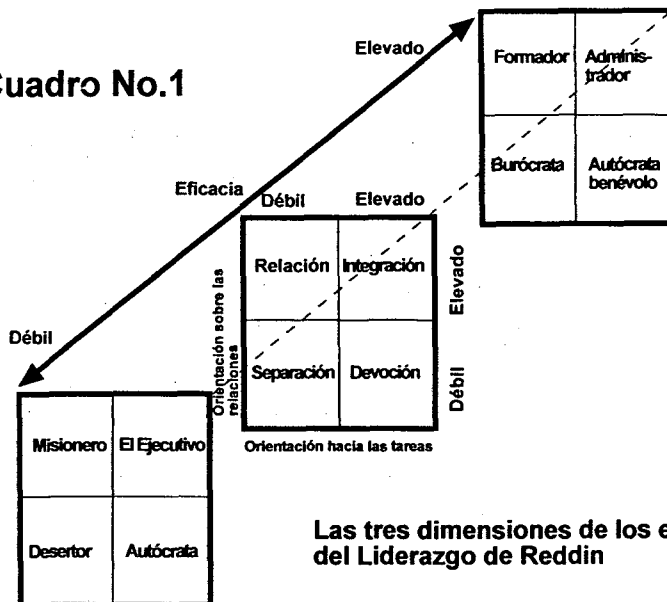 Cuadro No.1
Elevado
Formador
Adminis-
trador
Burócrata
Autócrata
benévolo
Eficacia
Débil
Elevado
Relación
Integración
Separación
Devoción
Orientación sobre las
relaciones
Elevado
Débil
Orientación hacia las tareas
Débil
Misionero
El Ejecutivo
Desertor
Autócrata
Las tres dimensiones de los e
del Liderazgo de Reddin